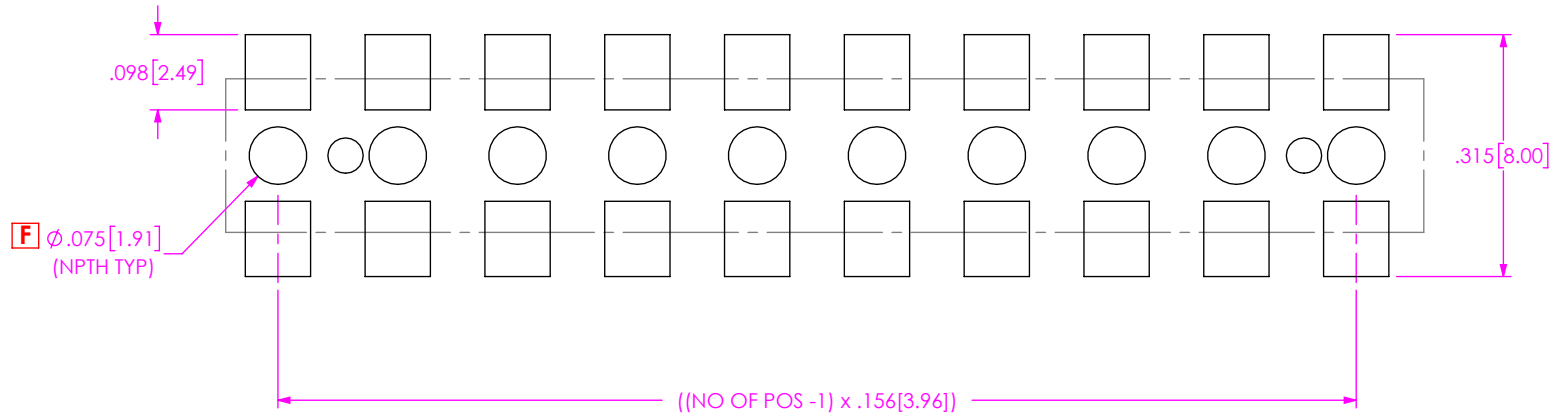 .098[2.49]
.315[8.00]
F Ø.075[1.91]
(NPTH TYP)
((NO OF POS -1) x .156[3.96])